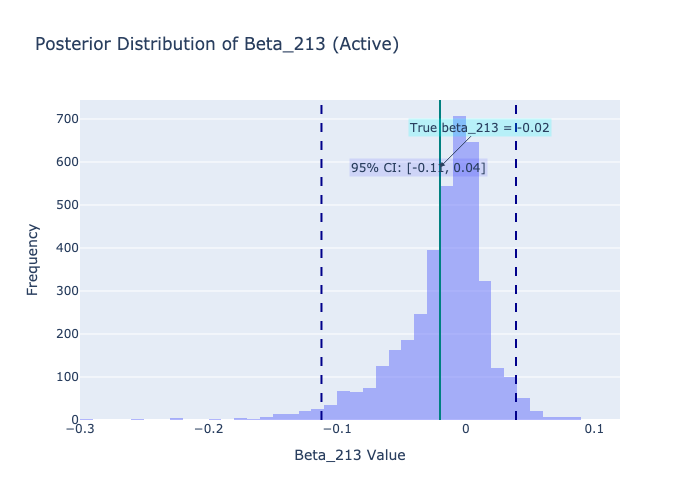 Posterior Distribution of Beta_213 (Active)
700
600
500
400
300
200
100
0
True beta_213 = -0.02
95% CI: [-0.11, 0.04]
Frequency
−0.3
−0.2
−0.1
0
0.1
Beta_213 Value